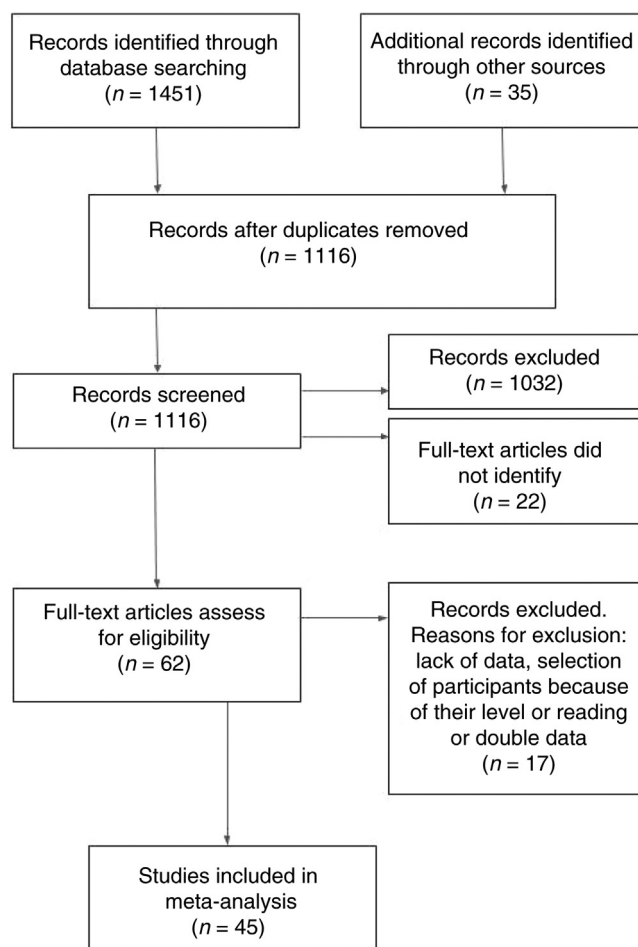 Records identified through
database searching
(n = 1451)
Additional records identified
through other sources
(n = 35)
Records after duplicates removed
(n = 1116)
Records screened
(n = 1116)
Records excluded
(n = 1032)
Full-text articles did
not identify
(n = 22)
Full-text articles assess
for eligibility
(n = 62)
Records excluded.
Reasons for exclusion:
lack of data, selection
of participants because
of their level or reading
or double data
(n = 17)
Studies included in
meta-analysis
(n = 45)